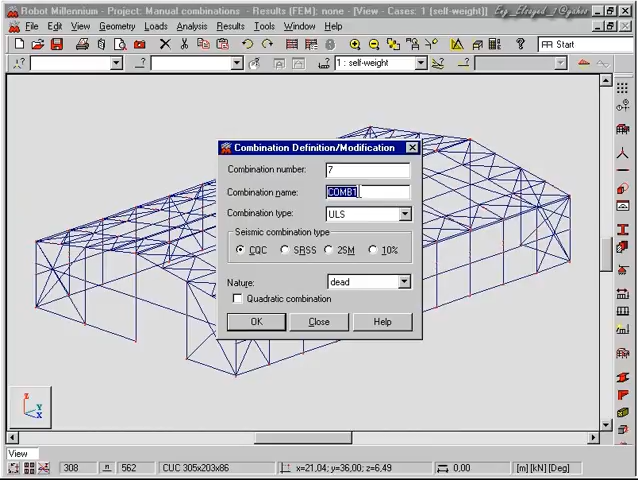 Robot Millennium - Project: Manual combinations - Results (FEM): none - [View - Cases: 1 (self-weight)]
File Edit View Geometry Loads Analysis Results Tools Window Help
Start
1 : self-weight
Combination Definition/Modification
Combination number: 7
Combination name: COMB1
Combination type: ULS
Seismic combination type
CQC SRSS 2SM 10%
Nature: dead
Quadratic combination
OK Close Help
Z
Y
X
View
308 562 CUC 305x203x86 x=21,04; y=36,00; z=6,49 0.00 [m] [kN] [Deg]